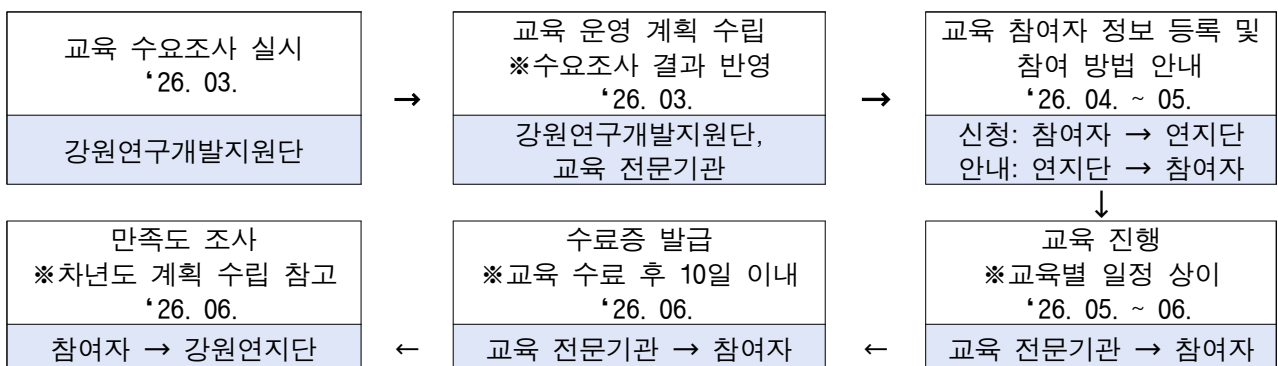 교육 수요조사 실시
‘26. 03.
강원연구개발지원단
→
교육 운영 계획 수립
※수요조사 결과 반영
‘26. 03.
강원연구개발지원단,
교육 전문기관
→
교육 참여자 정보 등록 및
참여 방법 안내
‘26. 04. ~ 05.
신청: 참여자 → 연지단
안내: 연지단 → 참여자
↓
교육 진행
※교육별 일정 상이
‘26. 05. ~ 06.
교육 전문기관 → 참여자
←
수료증 발급
※교육 수료 후 10일 이내
‘26. 06.
교육 전문기관 → 참여자
←
만족도 조사
※차년도 계획 수립 참고
‘26. 06.
참여자 → 강원연지단